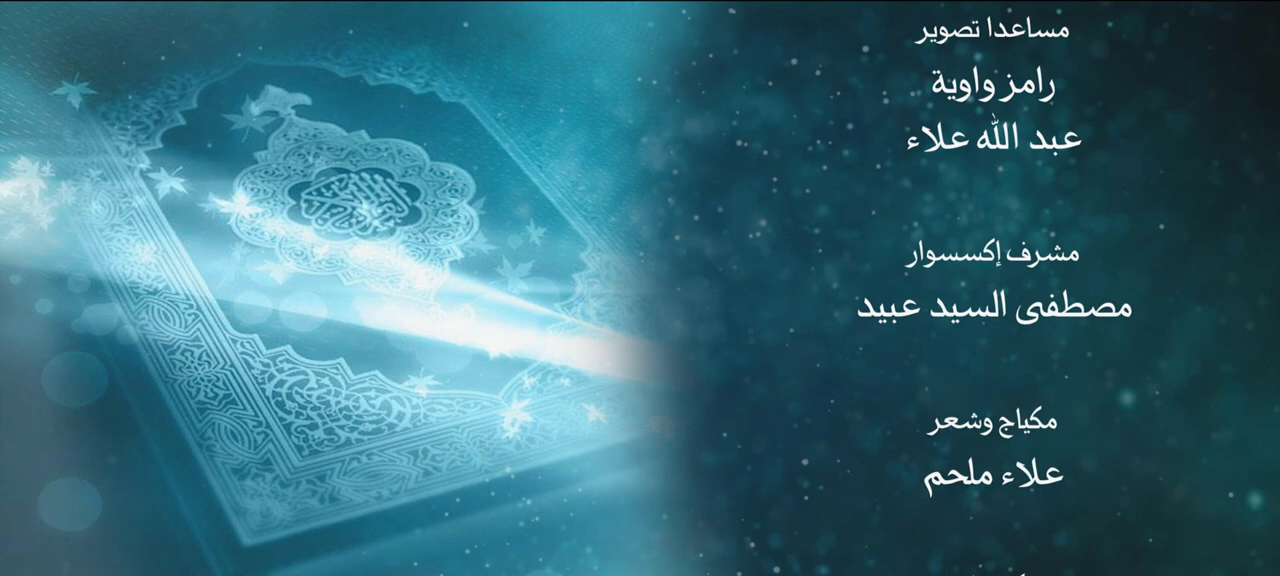 مساعدا تصوير
رامز واوية
عبد الله علاء
مشرف إكسسوار
مصطفى السيد عبيد
مكياج وشعر
علاء ملحم